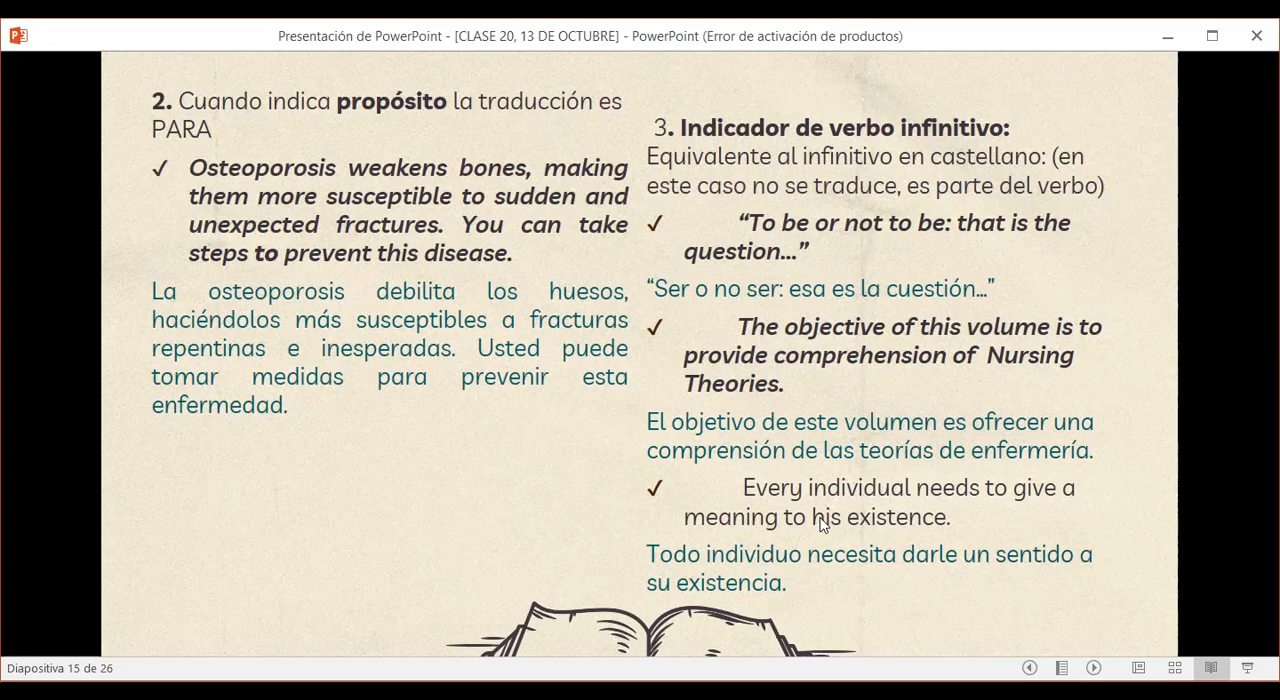 Presentación de PowerPoint - [CLASE 20, 13 DE OCTUBRE] - PowerPoint (Error de activación de productos)
2. Cuando indica propósito la traducción es
PARA
✓ Osteoporosis weakens bones, making
them more susceptible to sudden and
unexpected fractures. You can take
steps to prevent this disease.
La osteoporosis debilita los huesos,
haciéndolos más susceptibles a fracturas
repentinas e inesperadas. Usted puede
tomar medidas para prevenir esta
enfermedad.
3. Indicador de verbo infinitivo:
Equivalente al infinitivo en castellano: (en
este caso no se traduce, es parte del verbo)
✓ “To be or not to be: that is the
question...”
“Ser o no ser: esa es la cuestión...”
✓ The objective of this volume is to
provide comprehension of Nursing
Theories.
El objetivo de este volumen es ofrecer una
comprensión de las teorías de enfermería.
✓ Every individual needs to give a
meaning to his existence.
Todo individuo necesita darle un sentido a
su existencia.
Diapositiva 15 de 26